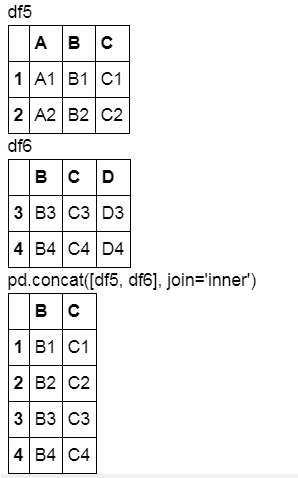 df5
A B C
1 A1 B1 C1
2 A2 B2 C2
df6
B C D
3 B3 C3 D3
4 B4 C4 D4
pd.concat([df5, df6], join='inner')
B C
1 B1 C1
2 B2 C2
3 B3 C3
4 B4 C4